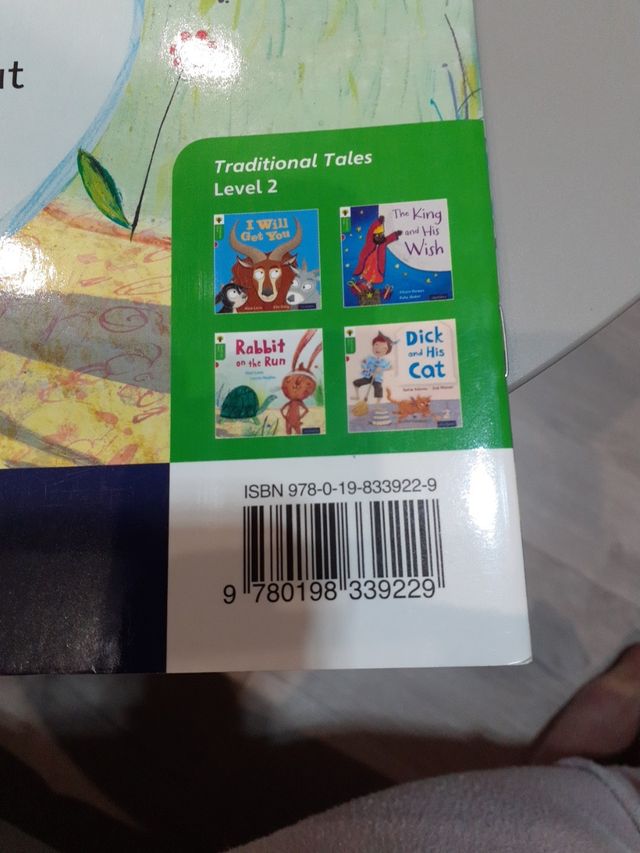 Traditional Tales
Level 2
I Will
Get You
The King
and His
Wish
Rabbit
on the Run
Dick
and His
Cat
ISBN 978-0-19-833922-9
9 780198 339229